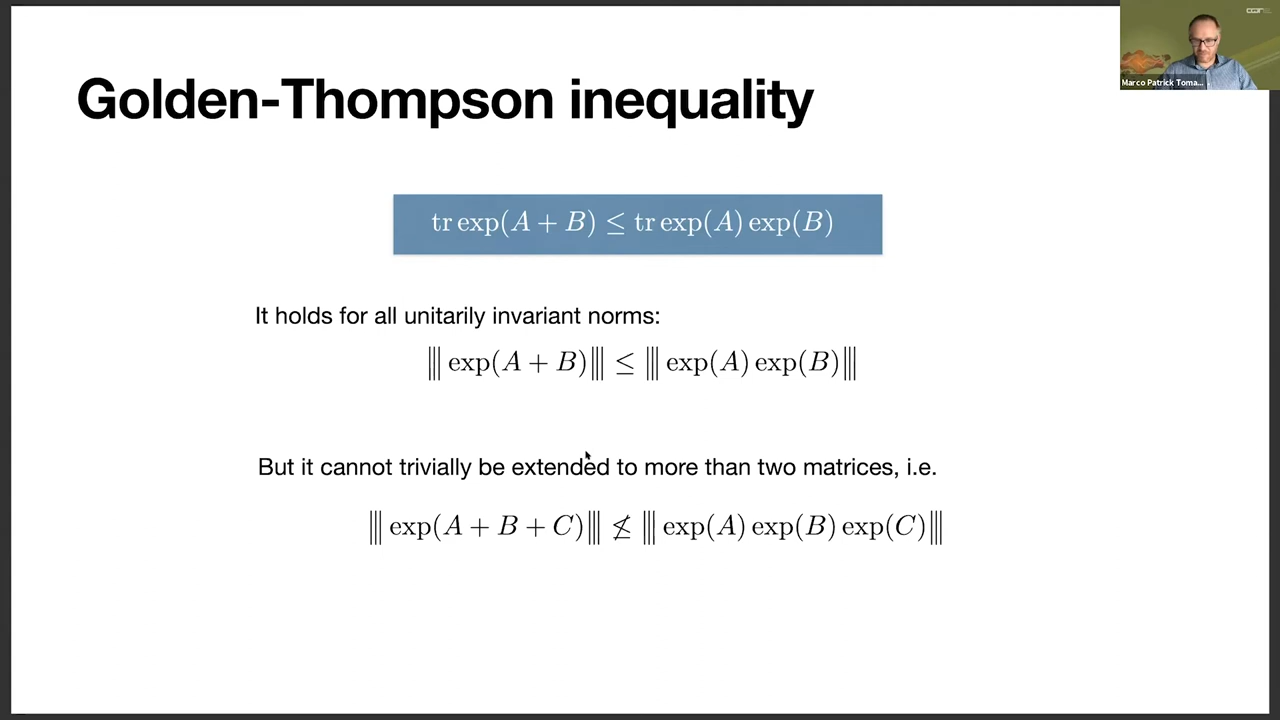 Golden-Thompson inequality
tr exp(A + B) ≤ tr exp(A) exp(B)
It holds for all unitarily invariant norms:
⦀ exp(A + B)⦀ ≤ ⦀ exp(A) exp(B)⦀
But it cannot trivially be extended to more than two matrices, i.e.
⦀ exp(A + B + C)⦀ ≰ ⦀ exp(A) exp(B) exp(C)⦀
Marco Patrick Toma...